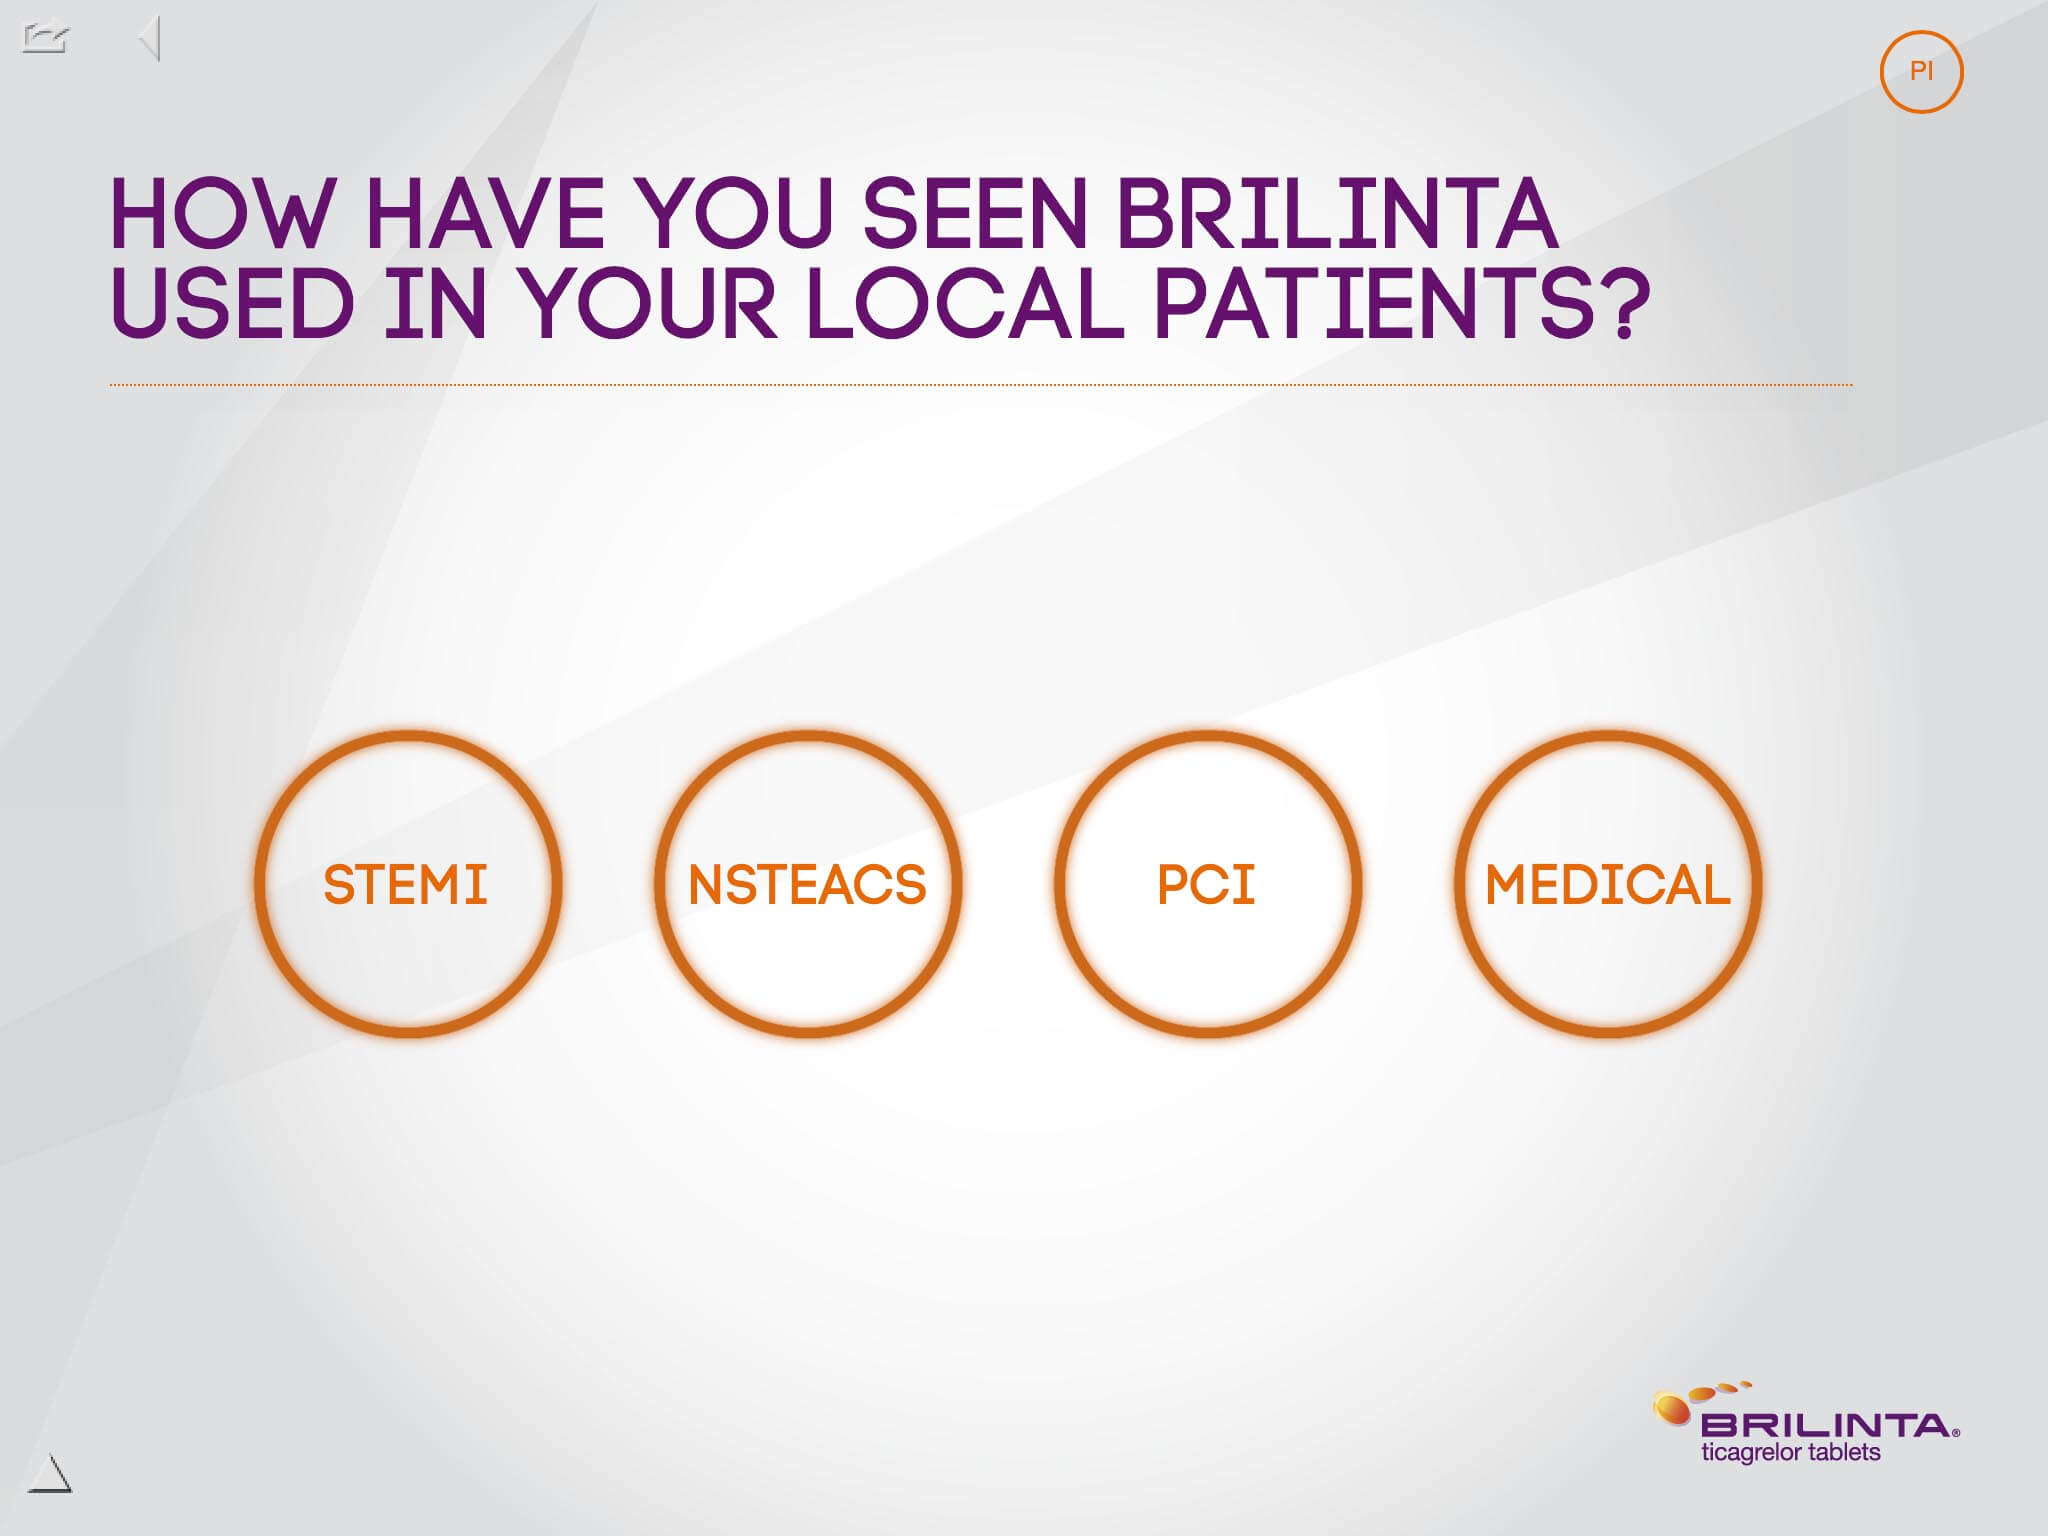 PI
HOW HAVE YOU SEEN BRILINTA
USED IN YOUR LOCAL PATIENTS?
STEMI
NSTEACS
PCI
MEDICAL
BRILINTA®
ticagrelor tablets